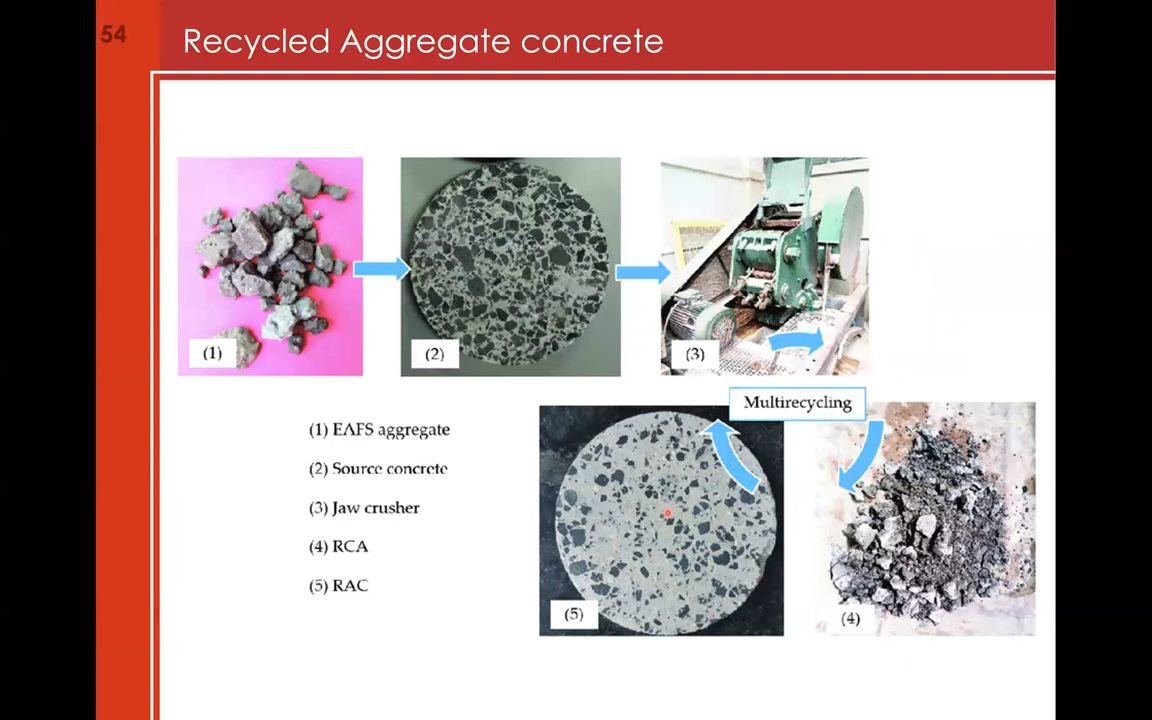 54
Recycled Aggregate concrete
(1)
(2)
(3)
Multirecycling
(1) EAFS aggregate
(2) Source concrete
(3) Jaw crusher
(4) RCA
(5) RAC
(5)
(4)